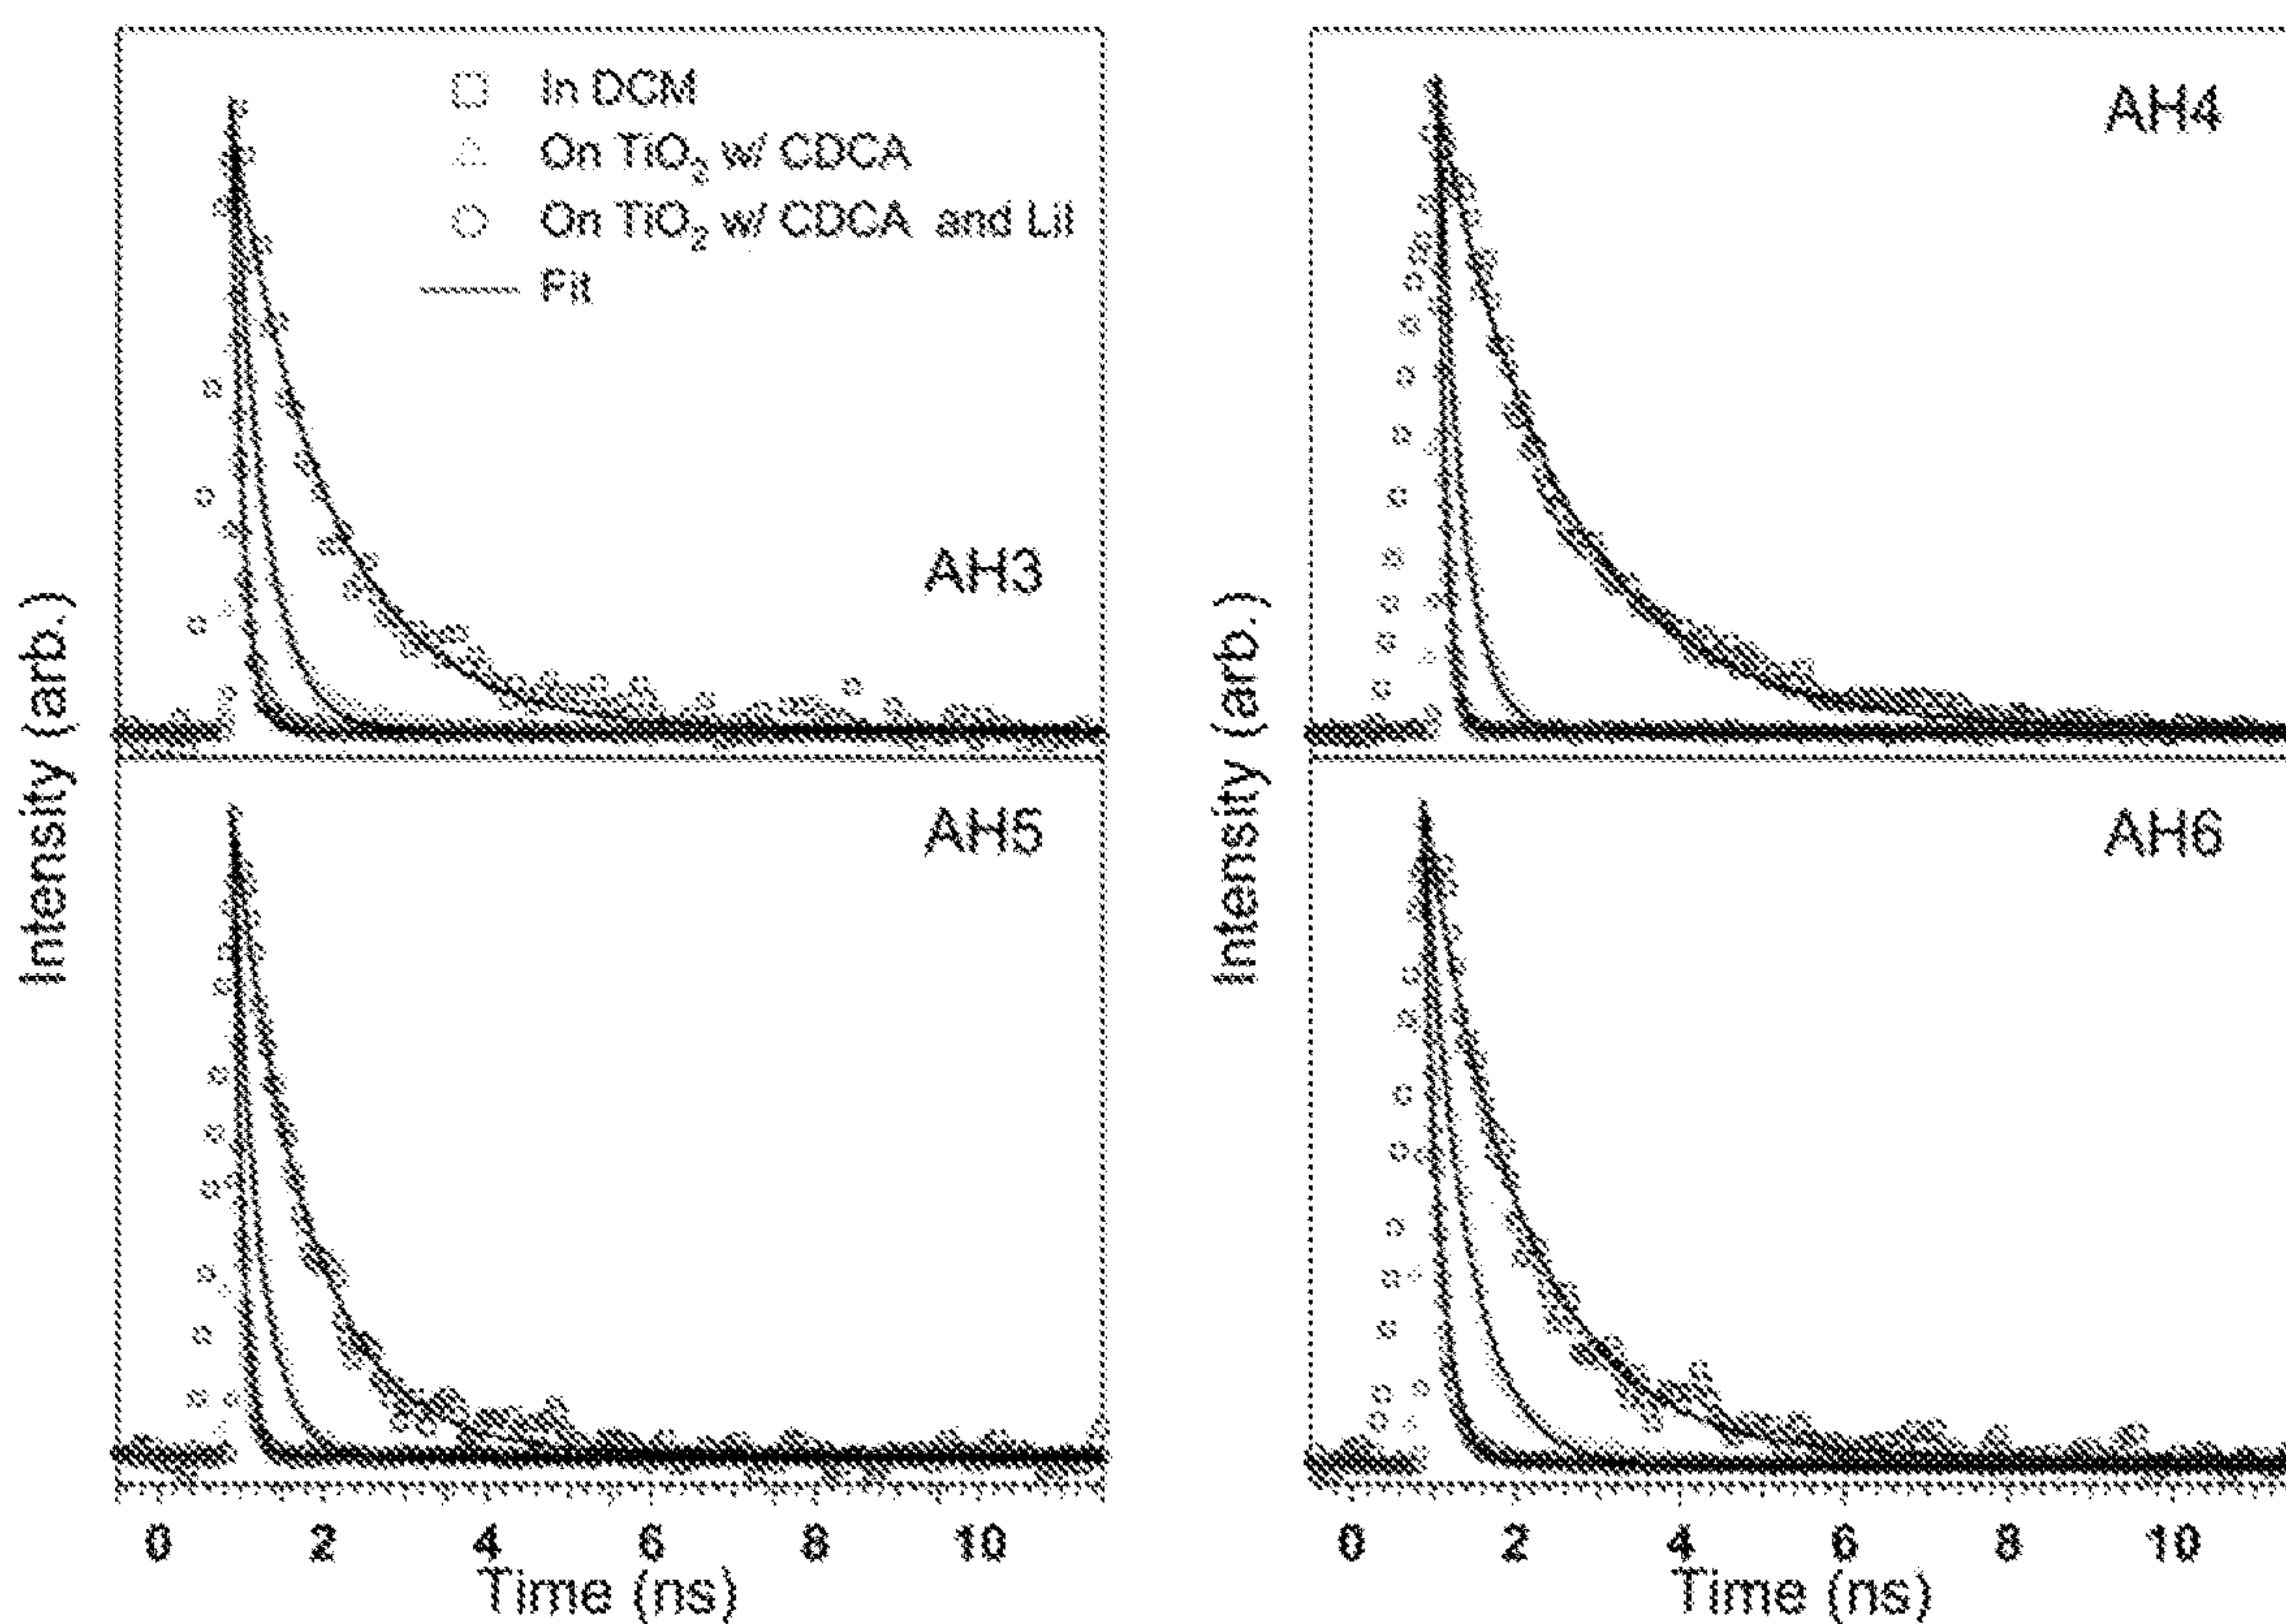 In DCM
On TiO2 w/ CDCA
On TiO2 w/ CDCA and LiI
Fit
AH3
AH4
AH5
AH6
Intensity (arb.)
Intensity (arb.)
0 2 4 6 8 10
Time (ns)
0 2 4 6 8 10
Time (ns)